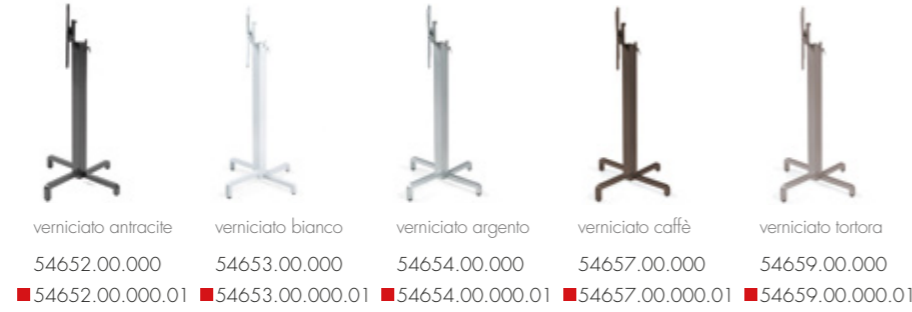 verniciato antracite verniciato bianco verniciato argento verniciato caffè verniciato tortora
54652.00.000 54653.00.000 54654.00.000 54657.00.000 54659.00.000
54652.00.000.01 54653.00.000.01 54654.00.000.01 54657.00.000.01 54659.00.000.01